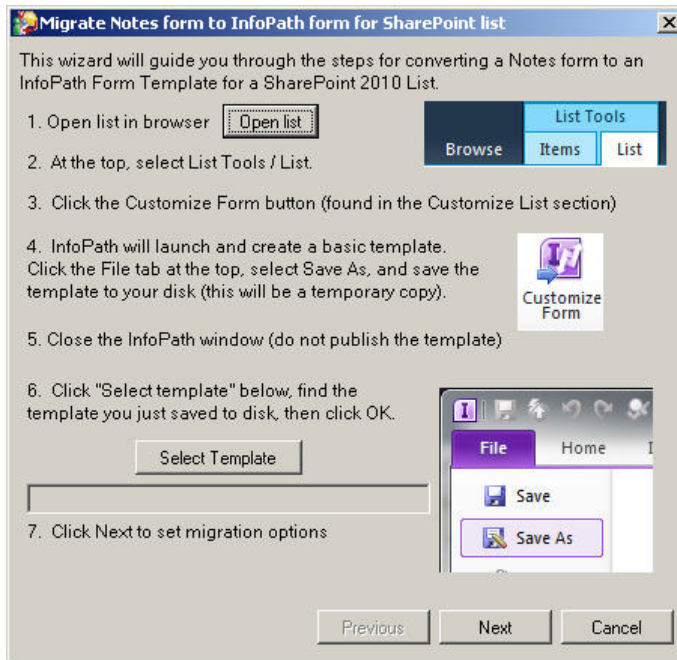 Migrate Notes form to InfoPath form for SharePoint list
This wizard will guide you through the steps for converting a Notes form to an
InfoPath Form Template for a SharePoint 2010 List.
1. Open list in browser
Open list
List Tools
Browse
Items
List
2. At the top, select List Tools / List.
3. Click the Customize Form button (found in the Customize List section)
4. InfoPath will launch and create a basic template.
Click the File tab at the top, select Save As, and save the
template to your disk (this will be a temporary copy).
Customize
Form
5. Close the InfoPath window (do not publish the template)
6. Click "Select template" below, find the
template you just saved to disk, then click OK.
Select Template
File
Home
Save
Save As
7. Click Next to set migration options
Previous
Next
Cancel